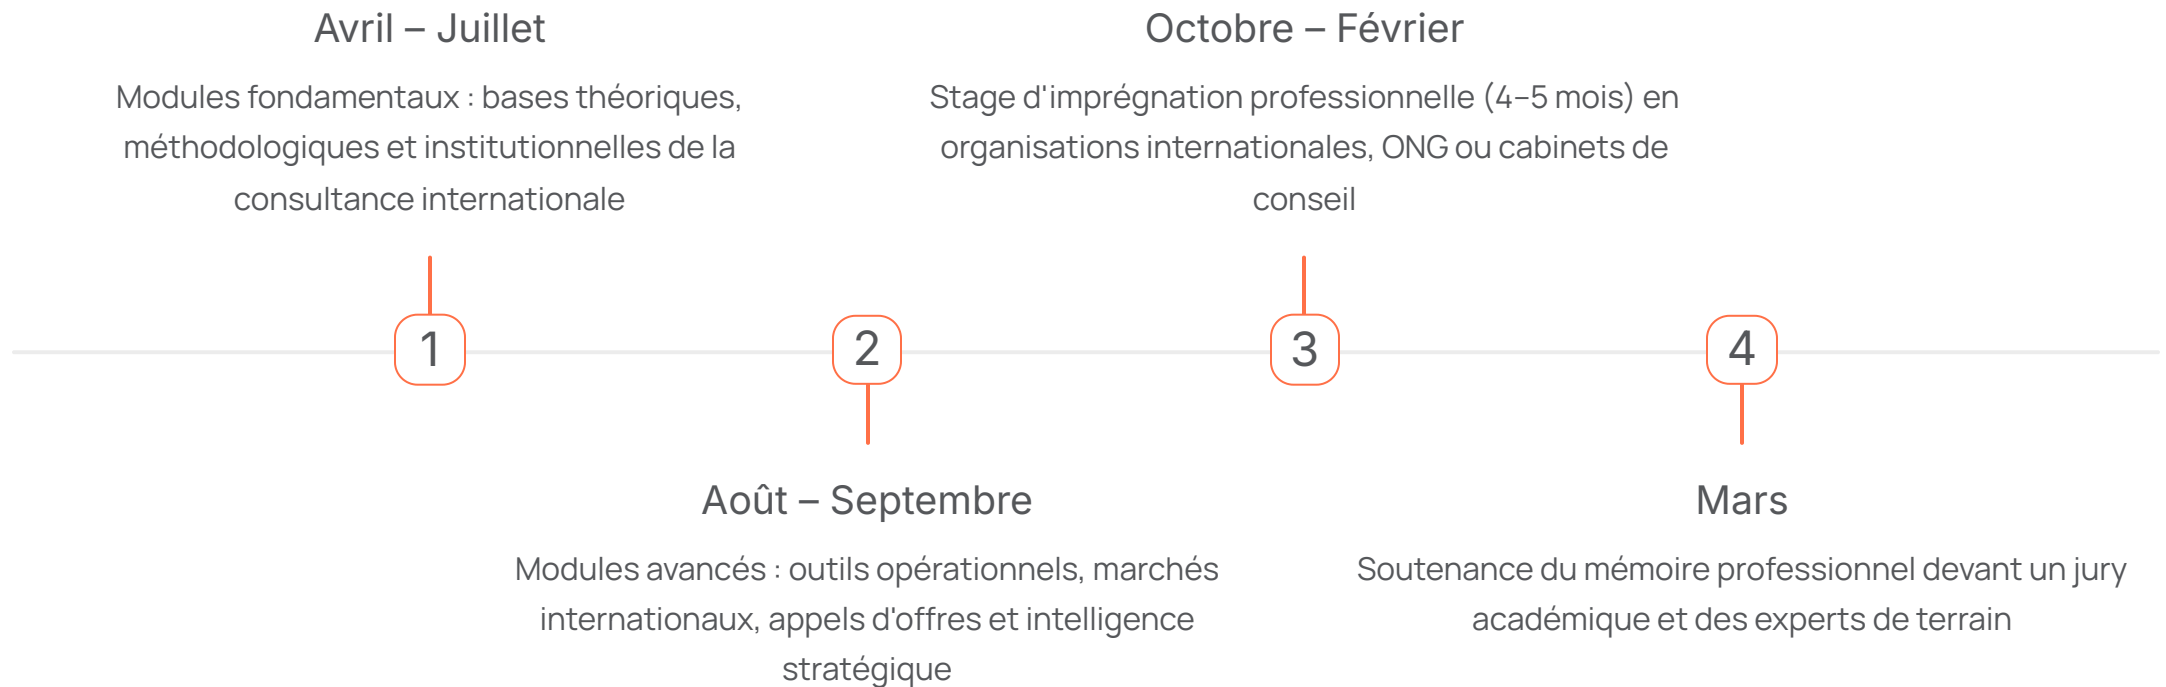 Avril – Juillet
Modules fondamentaux : bases théoriques,
méthodologiques et institutionnelles de la
consultance internationale
Octobre – Février
Stage d'imprégnation professionnelle (4–5 mois) en
organisations internationales, ONG ou cabinets de
conseil
1
2
3
4
Août – Septembre
Modules avancés : outils opérationnels, marchés
internationaux, appels d'offres et intelligence
stratégique
Mars
Soutenance du mémoire professionnel devant un jury
académique et des experts de terrain